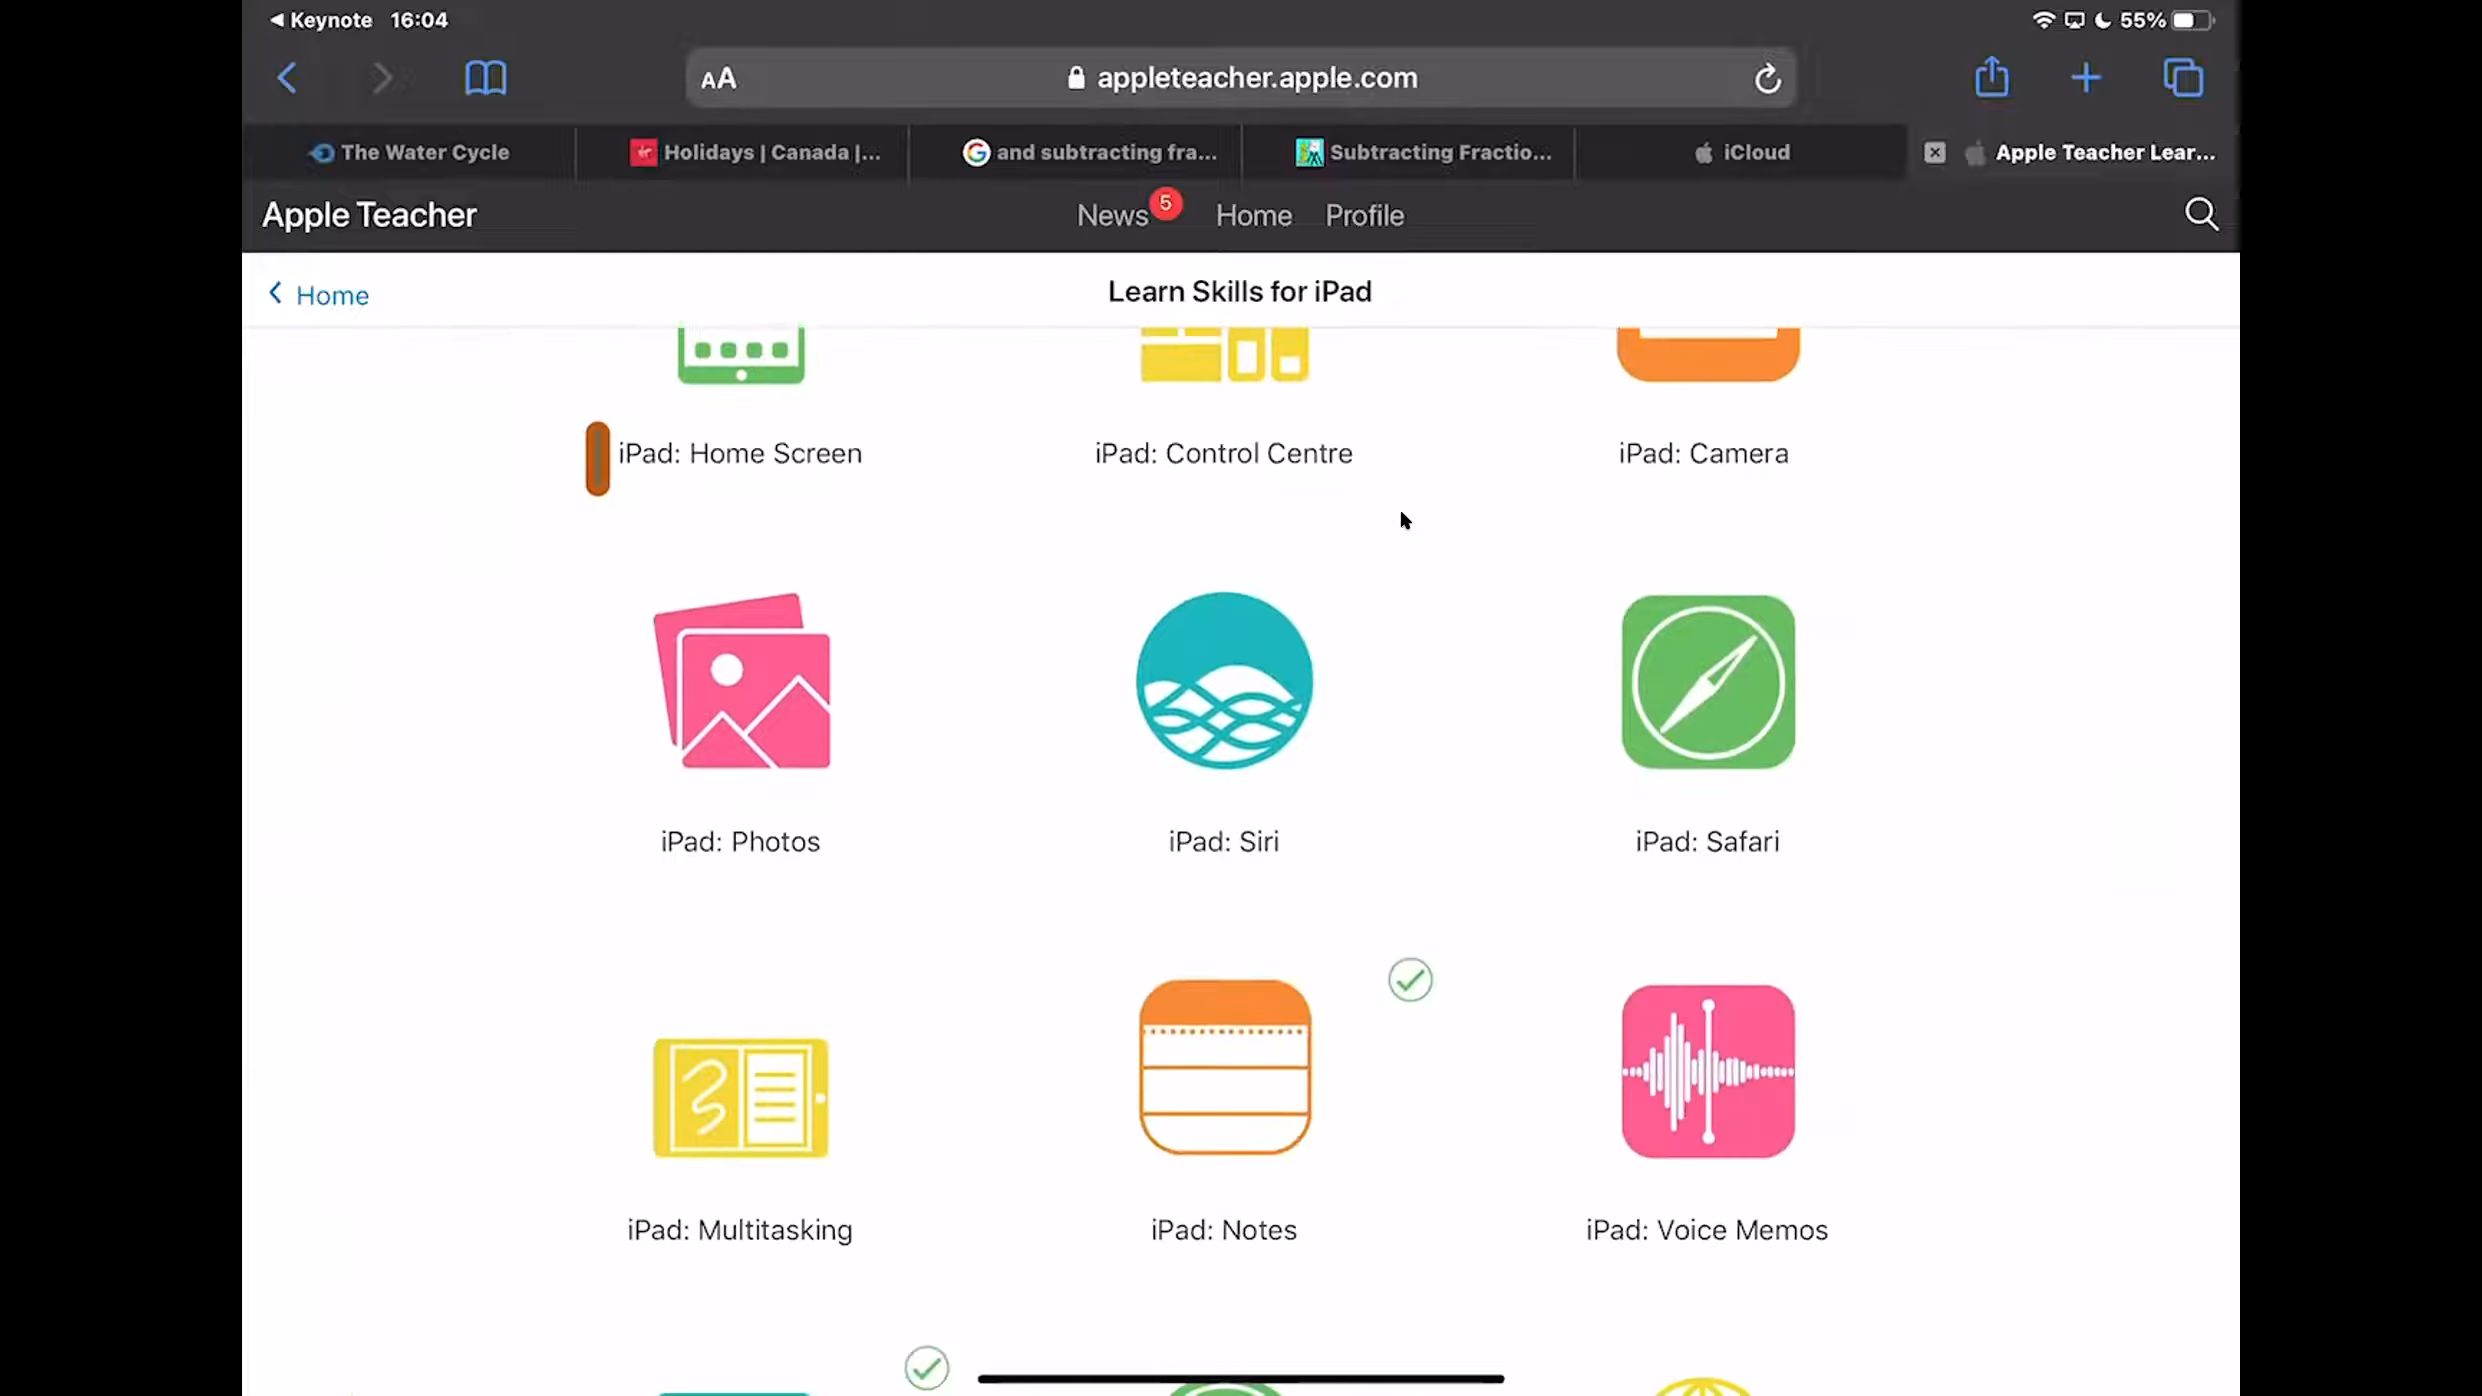 ◀ Keynote 16:04 55%
AA appleteacher.apple.com
The Water Cycle Holidays | Canada |... and subtracting fra... Subtracting Fractio... iCloud Apple Teacher Lear...
Apple Teacher News 5 Home Profile
Home Learn Skills for iPad
iPad: Home Screen iPad: Control Centre iPad: Camera
iPad: Photos iPad: Siri iPad: Safari
iPad: Multitasking iPad: Notes iPad: Voice Memos